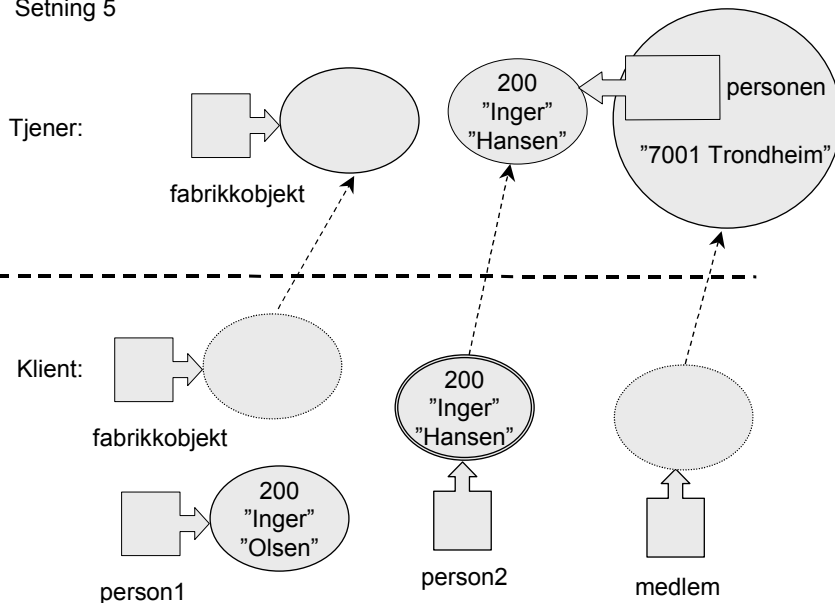 Setning 5
Tjener:
fabrikkobjekt
200
"Inger"
"Hansen"
personen
"7001 Trondheim"
Klient:
fabrikkobjekt
200
"Inger"
"Hansen"
200
"Inger"
"Olsen"
person1
person2
medlem